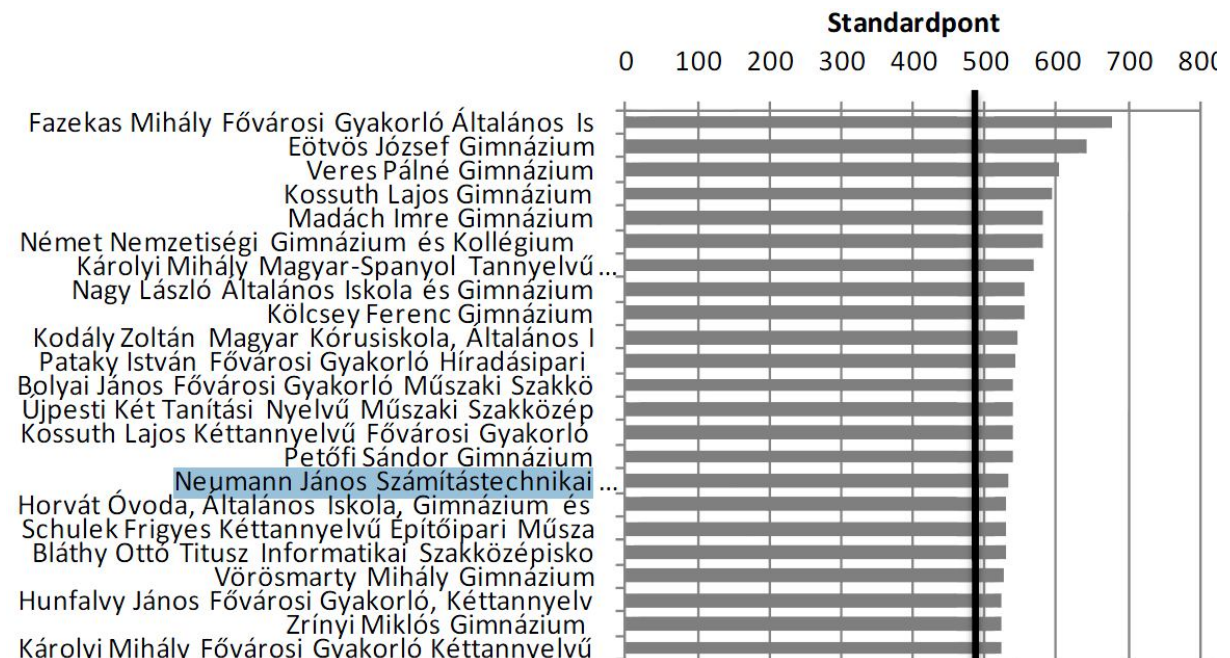 Standardpont
0 100 200 300 400 500 600 700 800
Fazekas Mihály Fővárosi Gyakorló Általános Is
Eötvös József Gimnázium
Veres Pálné Gimnázium
Kossuth Lajos Gimnázium
Madách Imre Gimnázium
Német Nemzetiségi Gimnázium és Kollégium
Károlyi Mihály Magyar-Spanyol Tannyelvű...
Nagy László Általános Iskola és Gimnázium
Kölcsey Ferenc Gimnázium
Kodály Zoltán Magyar Kórusiskola, Általános I
Pataky István Fővárosi Gyakorló Híradásipari
Bolyai János Fővárosi Gyakorló Műszaki Szakkö
Újpesti Két Tanítási Nyelvű Műszaki Szakközép
Kossuth Lajos Kéttannyelvű Fővárosi Gyakorló
Petőfi Sándor Gimnázium
Neumann János Számítástechnikai ...
Horvát Óvoda, Általános Iskola, Gimnázium és
Schulek Frigyes Kéttannyelvű Építőipari Műsza
Bláthy Ottó Titusz Informatikai Szakközépisko
Vörösmarty Mihály Gimnázium
Hunfalvy János Fővárosi Gyakorló, Kéttannyelv
Zrínyi Miklós Gimnázium
Károlyi Mihály Fővárosi Gyakorló Kéttannyelvű